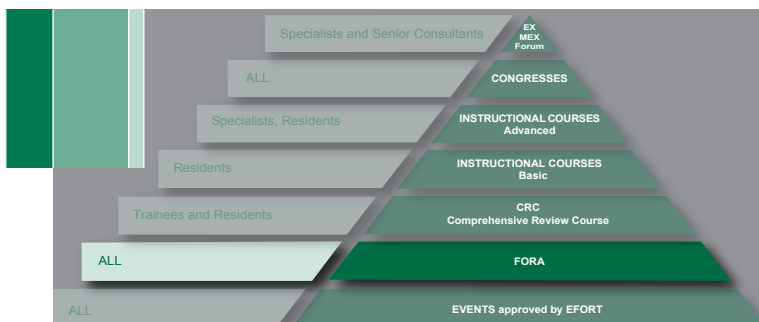 Specialists and Senior Consultants
EX
MEX
Forum
ALL
CONGRESSES
Specialists, Residents
INSTRUCTIONAL COURSES
Advanced
Residents
INSTRUCTIONAL COURSES
Basic
Trainees and Residents
CRC
Comprehensive Review Course
ALL
FORA
ALL
EVENTS approved by EFORT